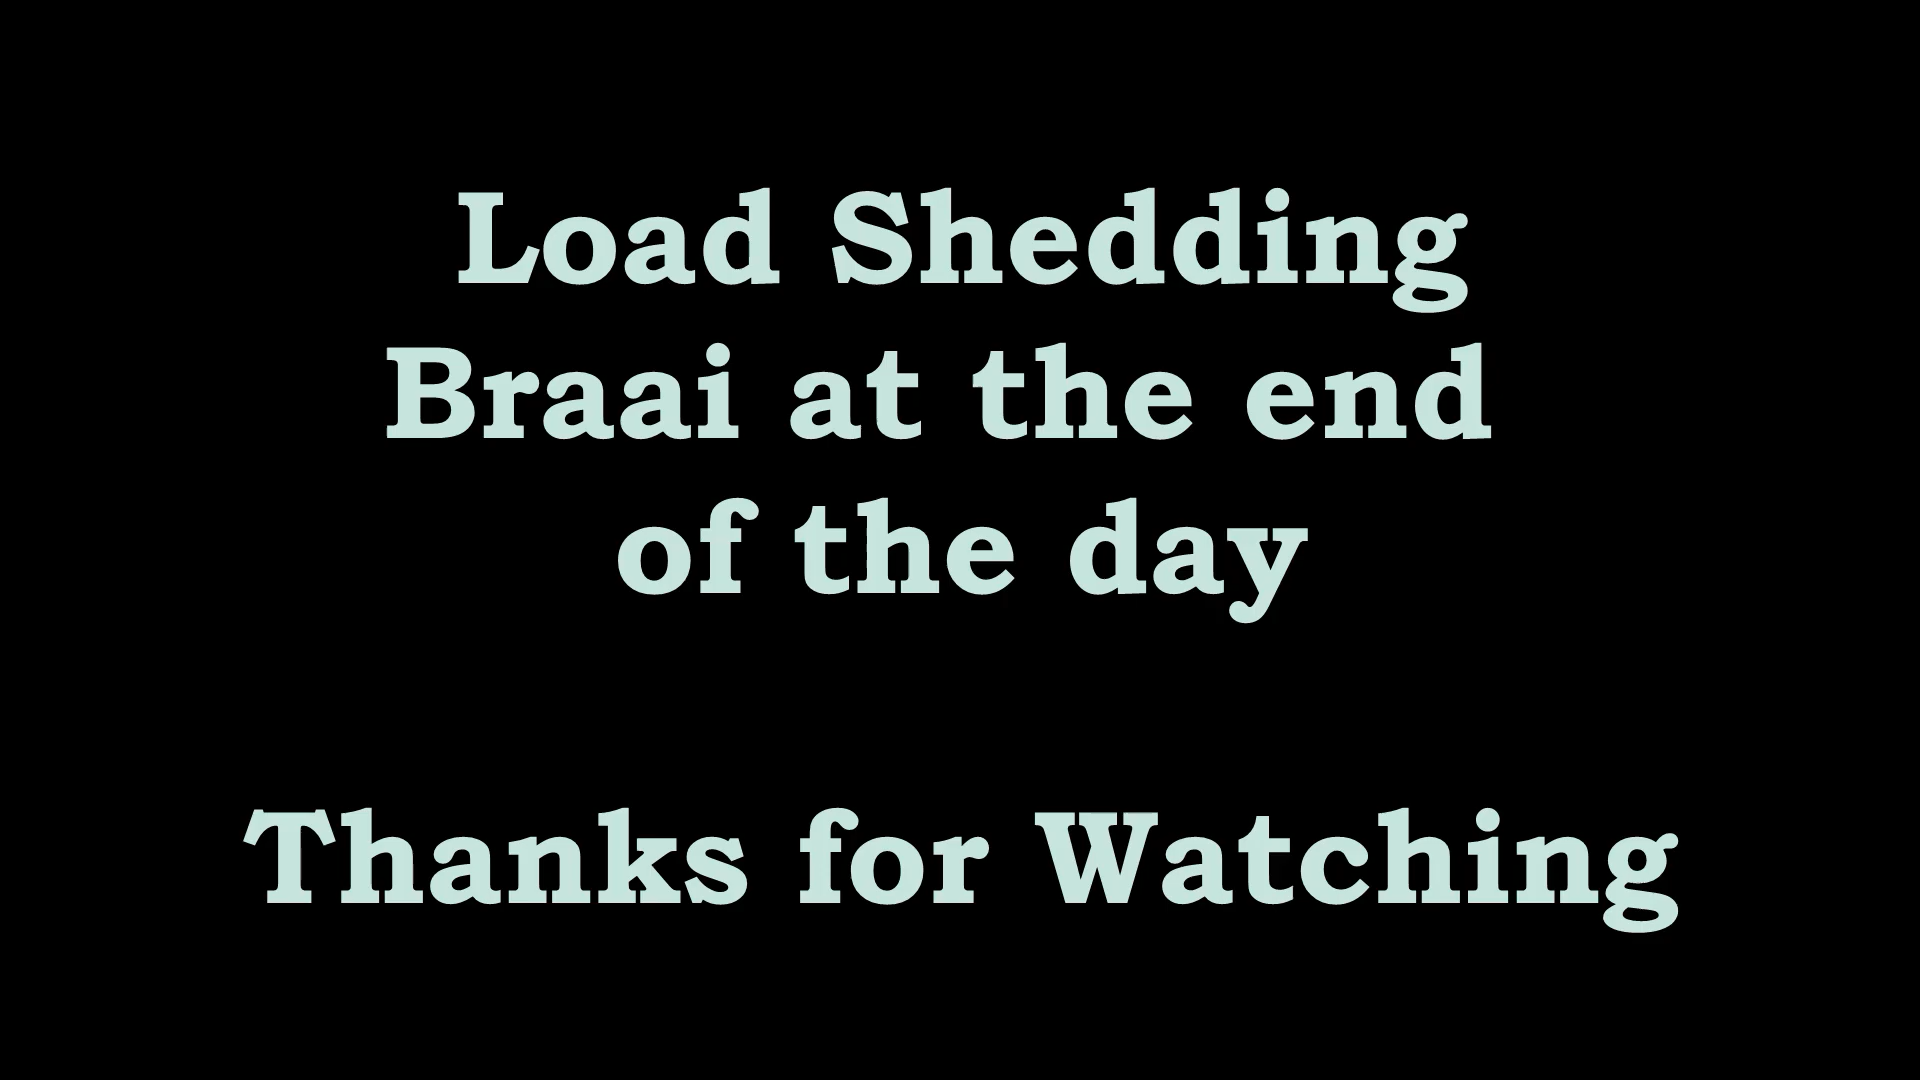 Load Shedding
Braai at the end
of the day
Thanks for Watching